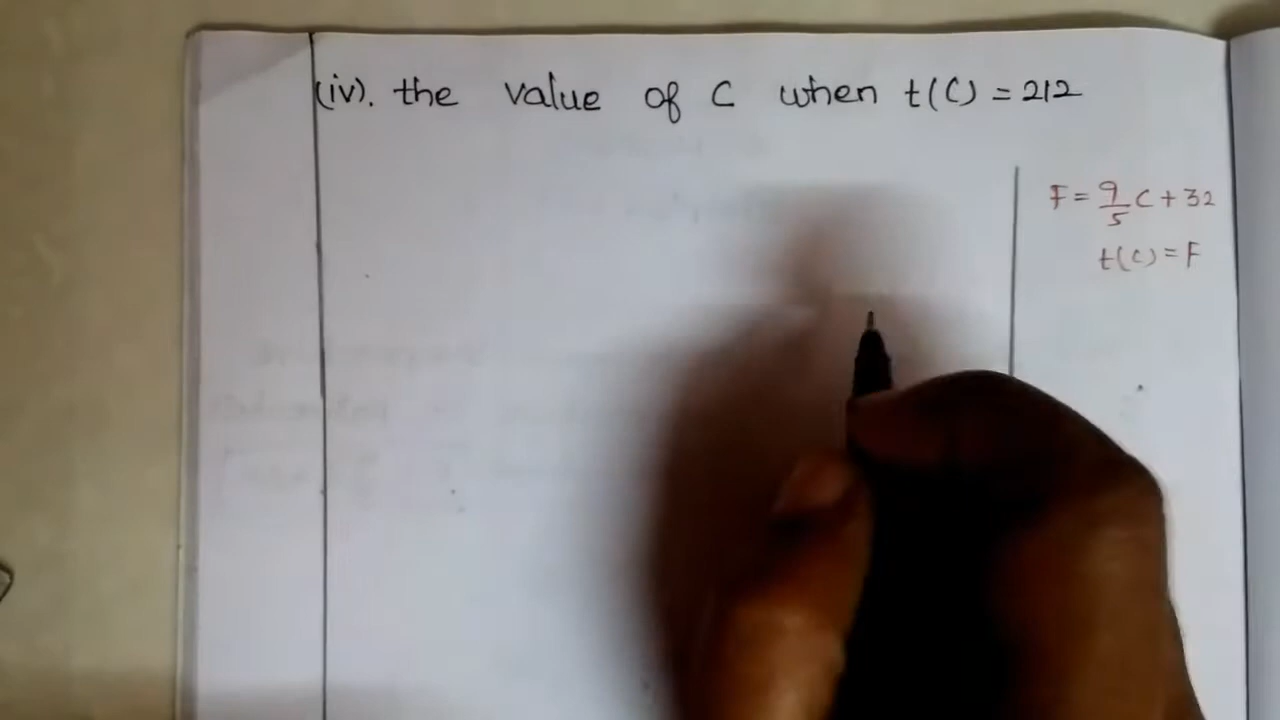 (iv). the value of C when t(C) = 212
F = 9/5 C + 32
t(C) = F